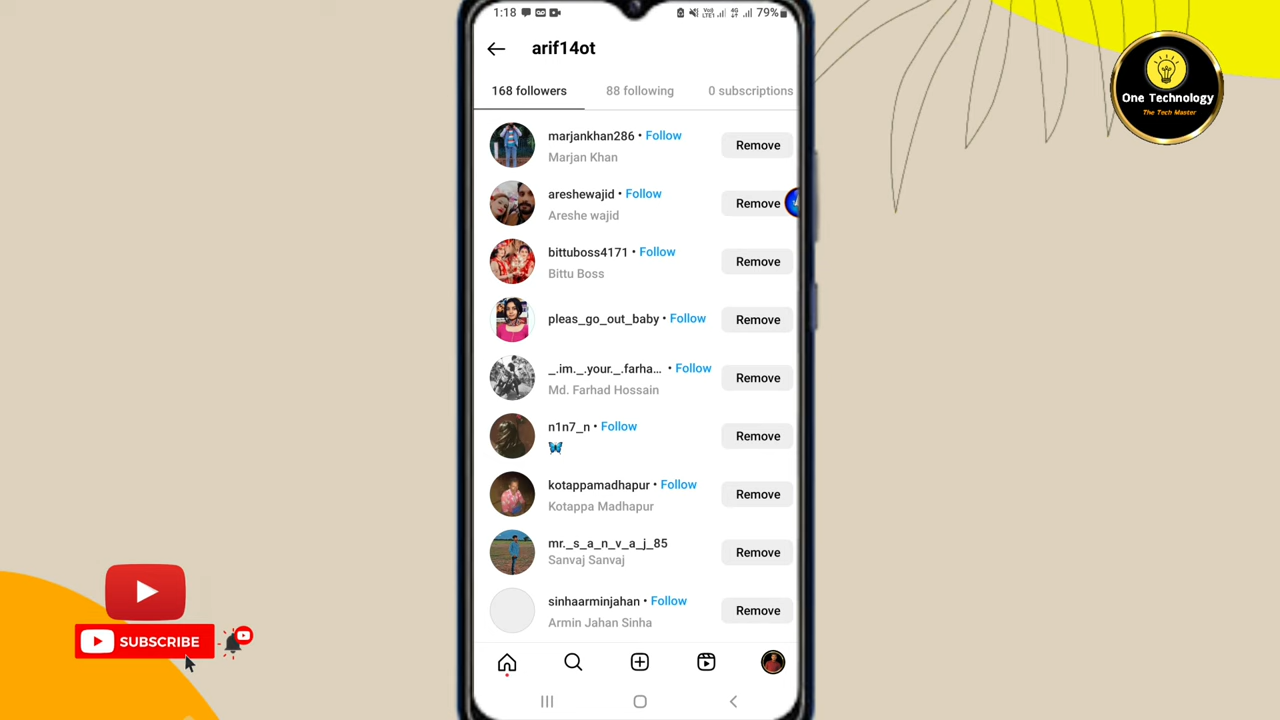 1:18
79%
arif14ot
168 followers
88 following
0 subscriptions
marjankhan286 • Follow
Marjan Khan
Remove
areshewajid • Follow
Areshe wajid
Remove
bittuboss4171 • Follow
Bittu Boss
Remove
pleas_go_out_baby • Follow
Remove
_.im._.your._.farha... • Follow
Md. Farhad Hossain
Remove
n1n7_n • Follow
🦋
Remove
kotappamadhapur • Follow
Kotappa Madhapur
Remove
mr._s_a_n_v_a_j_85
Sanvaj Sanvaj
Remove
sinhaarminjahan • Follow
Armin Jahan Sinha
Remove
One Technology
The Tech Master
SUBSCRIBE